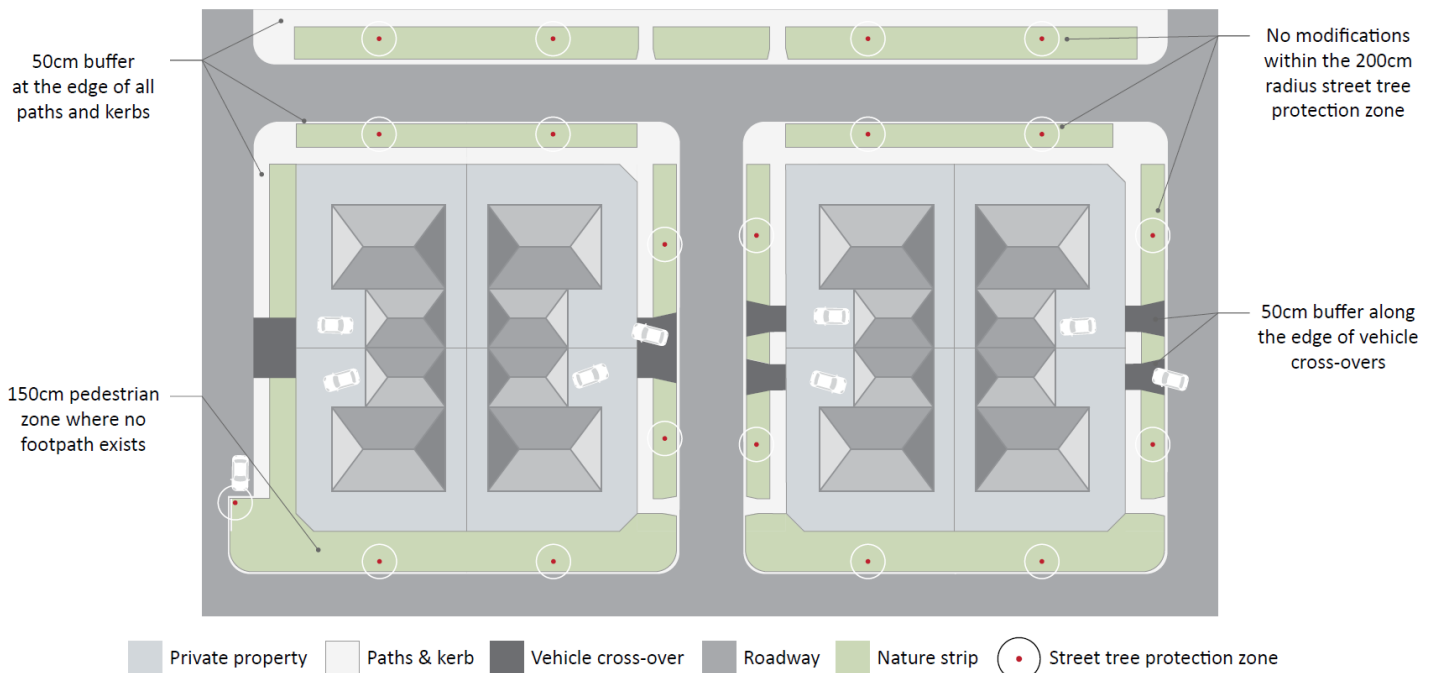 50cm buffer
at the edge of all
paths and kerbs
No modifications
within the 200cm
radius street tree
protection zone
50cm buffer along
the edge of vehicle
cross-overs
150cm pedestrian
zone where no
footpath exists
Private property
Paths & kerb
Vehicle cross-over
Roadway
Nature strip
Street tree protection zone